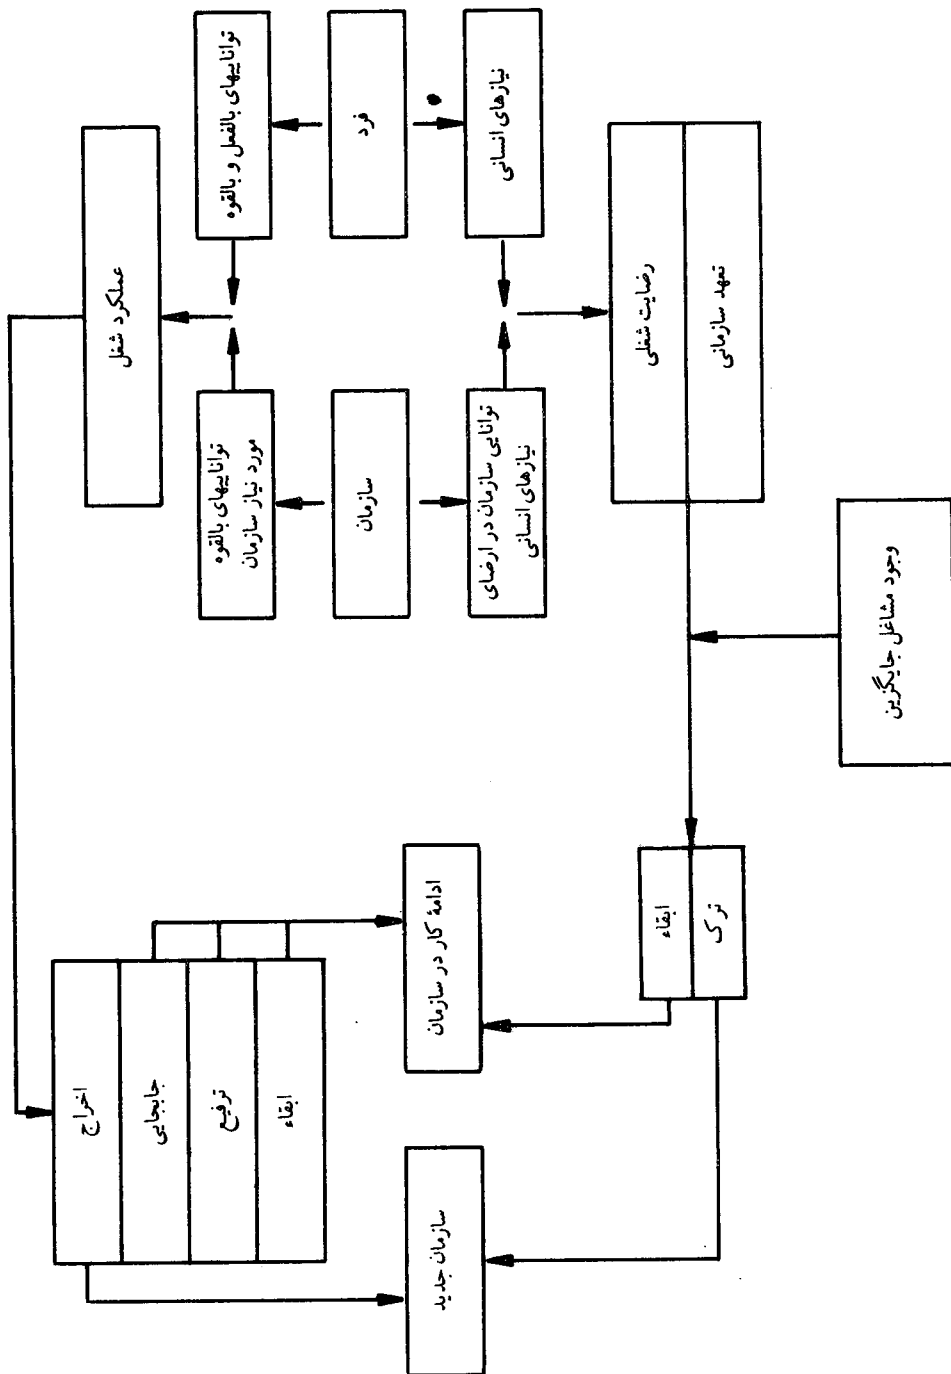 عملکرد شغل
تواناییهای بالفعل و بالقوه
فرد
نیازهای انسانی
تواناییهای بالقوه
مورد نیاز سازمان
سازمان
توانایی سازمان در ارضای
نیازهای انسانی
رضایت شغلی
تعهد سازمانی
وجود مشاغل جایگزین
اخراج
جابجایی
ترفیع
ابقاء
ادامهٔ کار در سازمان
ابقاء
ترک
سازمان جدید